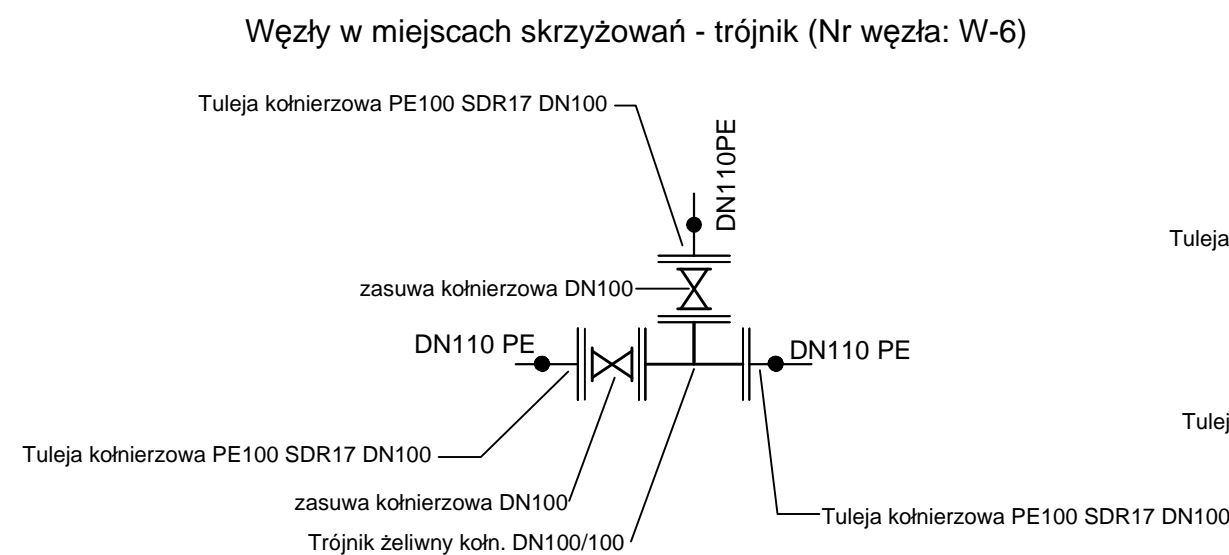 Węzły w miejscach skrzyżowań - trójnik (Nr węzła: W-6)
Tuleja kołnierzowa PE100 SDR17 DN100
DN110PE
Tuleja
zasuwa kołnierzowa DN100
DN110 PE
DN110 PE
Tulej
Tuleja kołnierzowa PE100 SDR17 DN100
zasuwa kołnierzowa DN100
Tuleja kołnierzowa PE100 SDR17 DN100
Trójnik żeliwny kołn. DN100/100